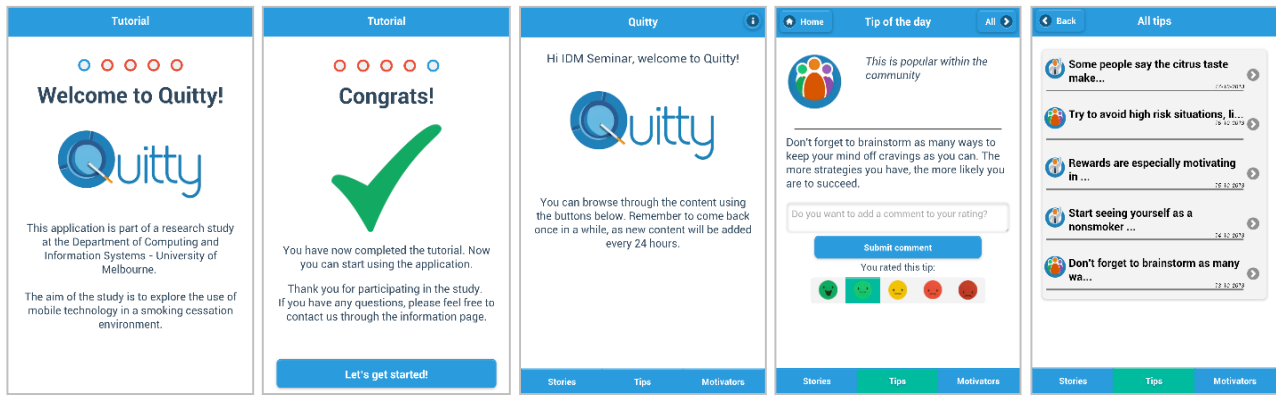 Tutorial
Welcome to Quitty!
Quitty
This application is part of a research study
at the Department of Computing and
Information Systems - University of
Melbourne.
The aim of the study is to explore the use of
mobile technology in a smoking cessation
environment.
Tutorial
Congrats!
You have now completed the tutorial. Now
you can start using the application.
Thank you for participating in the study.
If you have any questions, please feel free to
contact us through the information page.
Let's get started!
Quitty
Hi IDM Seminar, welcome to Quitty!
Quitty
You can browse through the content using
the buttons below. Remember to come back
once in a while, as new content will be added
every 24 hours.
Stories
Tips
Motivators
Home
Tip of the day
All
This is popular within the
community
Don't forget to brainstorm as many ways to
keep your mind off cravings as you can. The
more strategies you have, the more likely you
are to succeed.
Do you want to add a comment to your rating?
Submit comment
You rated this tip:
Stories
Tips
Motivators
Back
All tips
Some people say the citrus taste
make...
Try to avoid high risk situations, li...
Rewards are especially motivating
in ...
Start seeing yourself as a
nonsmoker ...
Don't forget to brainstorm as many
wa...
Stories
Tips
Motivators